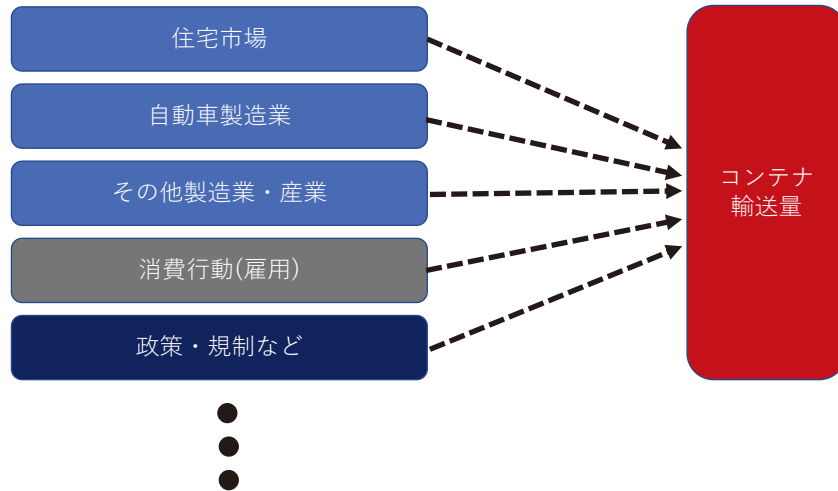 住宅市場
自動車製造業
その他製造業・産業
消費行動(雇用)
政策・規制など
コンテナ
輸送量